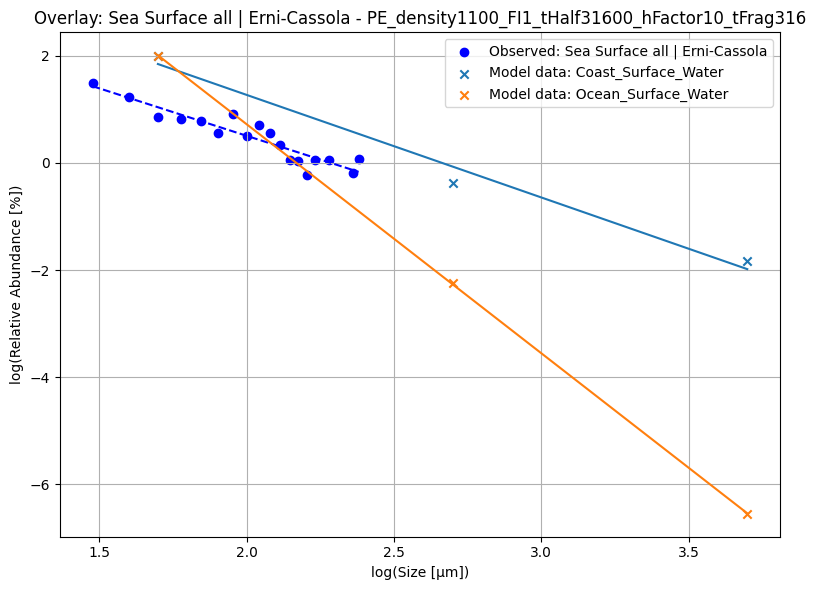 Overlay: Sea Surface all | Erni-Cassola - PE_density1100_FI1_tHalf31600_hFactor10_tFrag316
Observed: Sea Surface all | Erni-Cassola
Model data: Coast_Surface_Water
Model data: Ocean_Surface_Water
log(Relative Abundance [%])
2
0
−2
−4
−6
1.5 2.0 2.5 3.0 3.5
log(Size [µm])